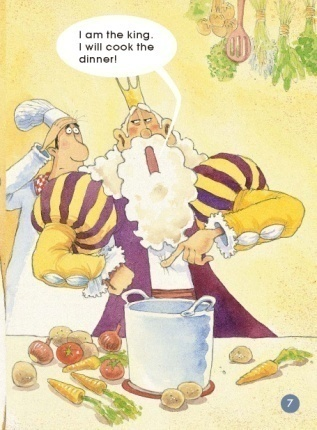 I am the king.
I will cook the
dinner!
7